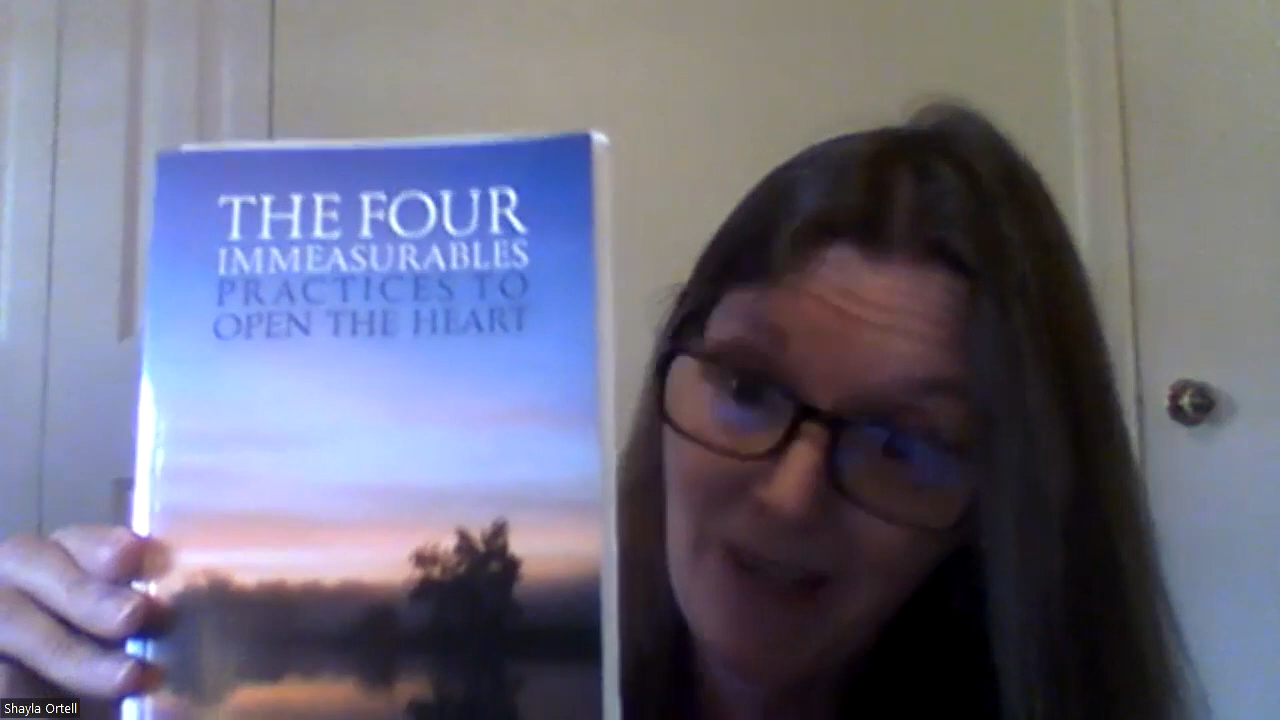 THE FOUR
IMMEASURABLES
PRACTICES TO
OPEN THE HEART
Shayla Ortell